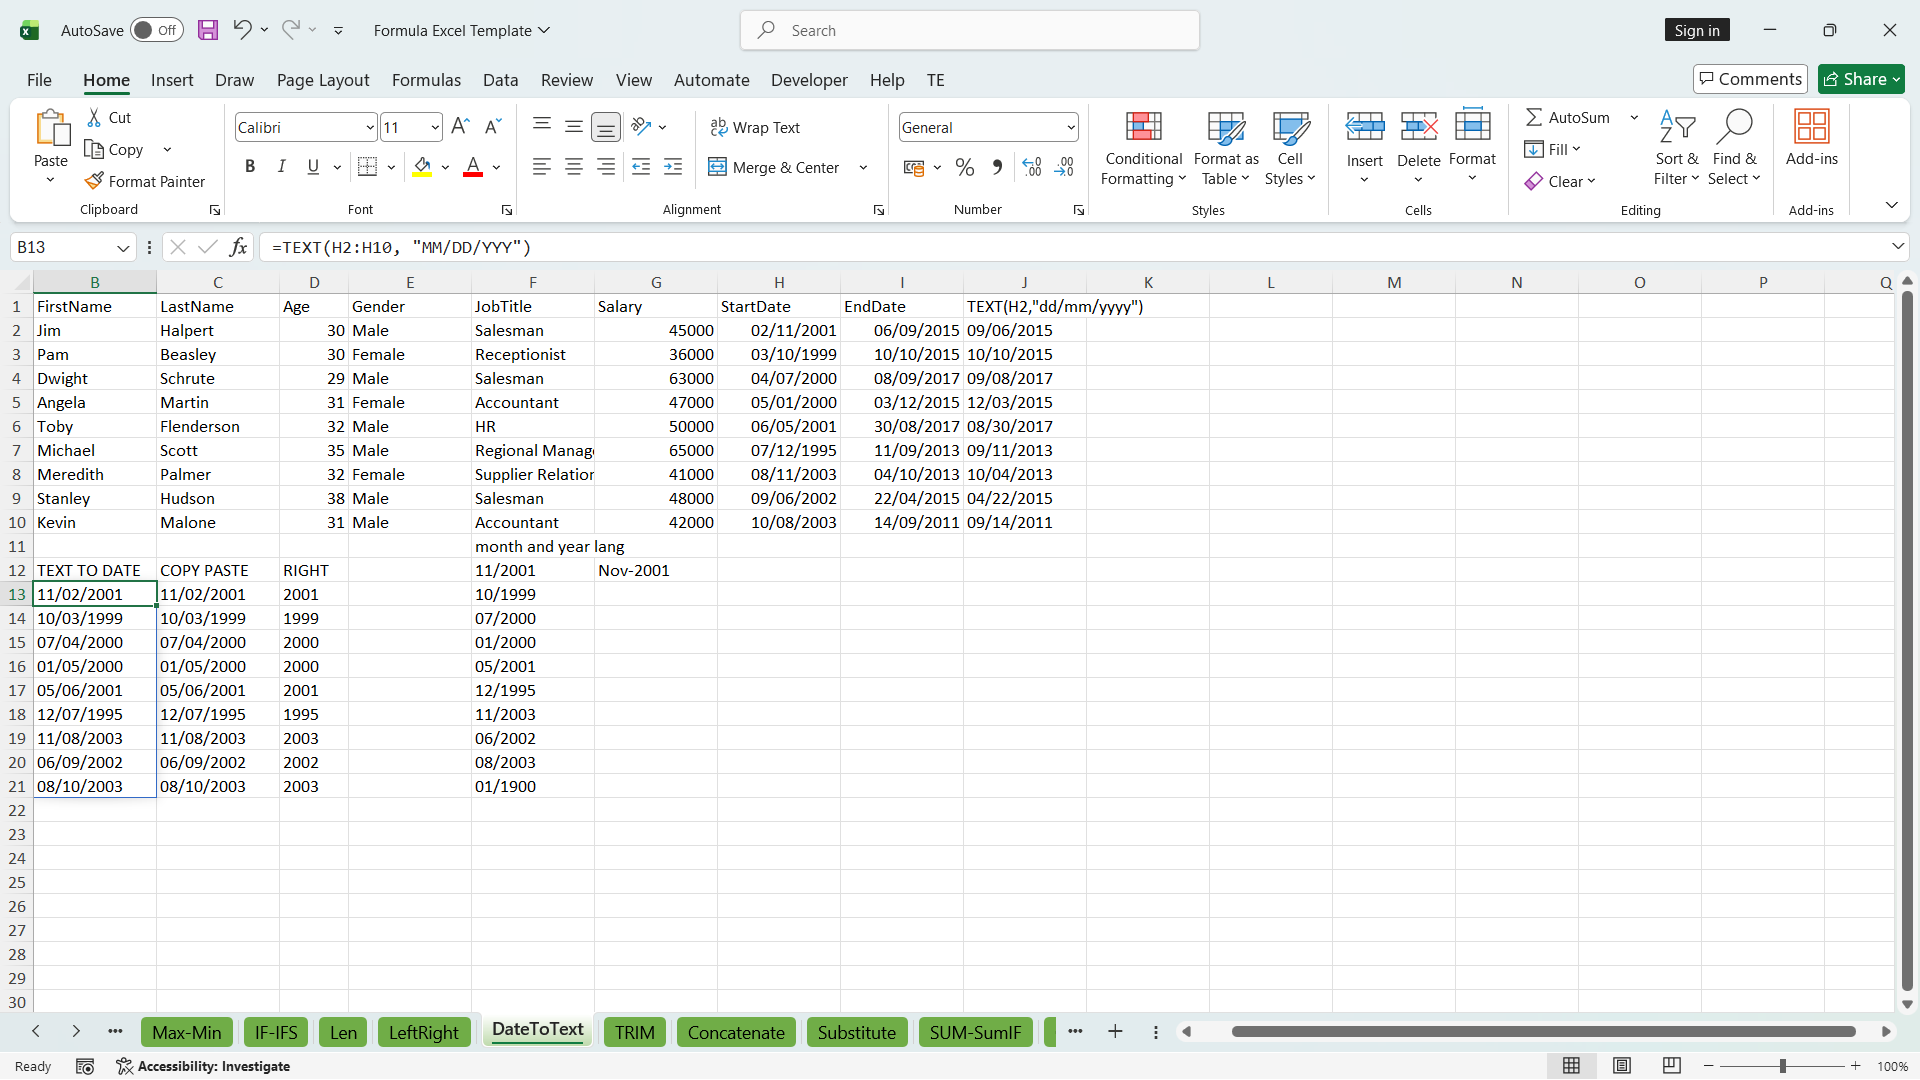 AutoSave Off Formula Excel Template Search Sign in
File Home Insert Draw Page Layout Formulas Data Review View Automate Developer Help TE Comments Share
Paste Cut Copy Format Painter Clipboard
Calibri 11 B I U A Font
Wrap Text Merge & Center Alignment
General % Number
Conditional Formatting Format as Table Cell Styles Styles
Insert Delete Format Cells
AutoSum Fill Clear Sort & Filter Find & Select Editing
Add-ins Add-ins
B13 fx =TEXT(H2:H10, "MM/DD/YYY")
B C D E F G H I J K L M N O P Q
1 FirstName LastName Age Gender JobTitle Salary StartDate EndDate TEXT(H2,"dd/mm/yyyy")
2 Jim Halpert 30 Male Salesman 45000 02/11/2001 06/09/2015 09/06/2015
3 Pam Beasley 30 Female Receptionist 36000 03/10/1999 10/10/2015 10/10/2015
4 Dwight Schrute 29 Male Salesman 63000 04/07/2000 08/09/2017 09/08/2017
5 Angela Martin 31 Female Accountant 47000 05/01/2000 03/12/2015 12/03/2015
6 Toby Flenderson 32 Male HR 50000 06/05/2001 30/08/2017 08/30/2017
7 Michael Scott 35 Male Regional Manag 65000 07/12/1995 11/09/2013 09/11/2013
8 Meredith Palmer 32 Female Supplier Relation 41000 08/11/2003 04/10/2013 10/04/2013
9 Stanley Hudson 38 Male Salesman 48000 09/06/2002 22/04/2015 04/22/2015
10 Kevin Malone 31 Male Accountant 42000 10/08/2003 14/09/2011 09/14/2011
11 month and year lang
12 TEXT TO DATE COPY PASTE RIGHT 11/2001 Nov-2001
13 11/02/2001 11/02/2001 2001 10/1999
14 10/03/1999 10/03/1999 1999 07/2000
15 07/04/2000 07/04/2000 2000 01/2000
16 01/05/2000 01/05/2000 2000 05/2001
17 05/06/2001 05/06/2001 2001 12/1995
18 12/07/1995 12/07/1995 1995 11/2003
19 11/08/2003 11/08/2003 2003 06/2002
20 06/09/2002 06/09/2002 2002 08/2003
21 08/10/2003 08/10/2003 2003 01/1900
22
23
24
25
26
27
28
29
30
Max-Min IF-IFS Len LeftRight DateToText TRIM Concatenate Substitute SUM-SumIF
Ready Accessibility: Investigate 100%